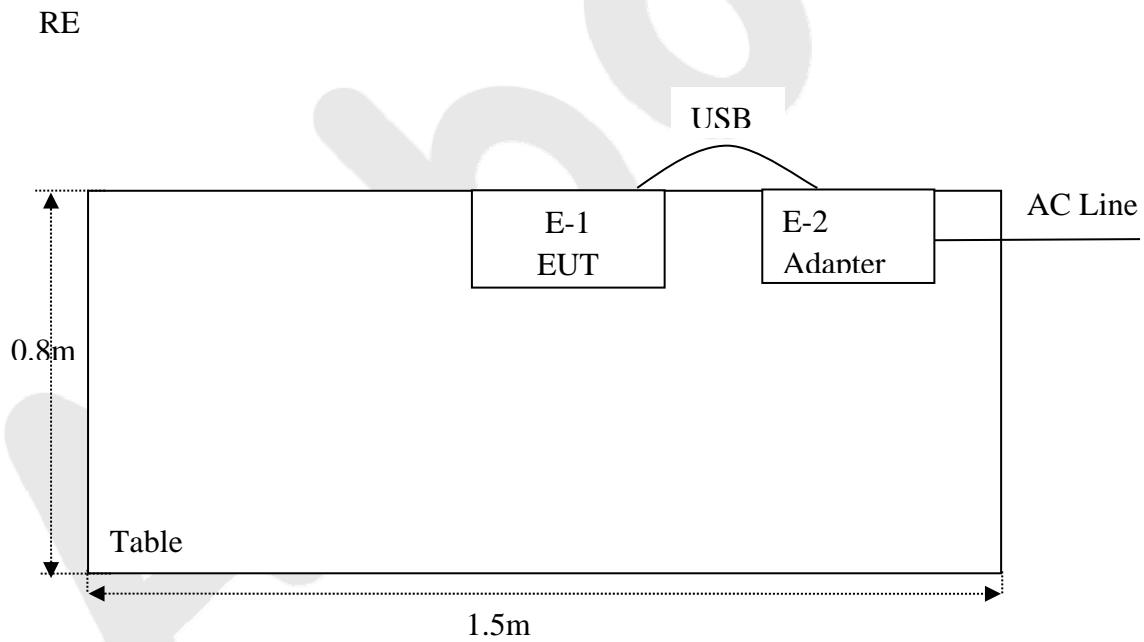 RE
USB
AC Line
E-1
EUT
E-2
Adapter
0.8m
Table
1.5m